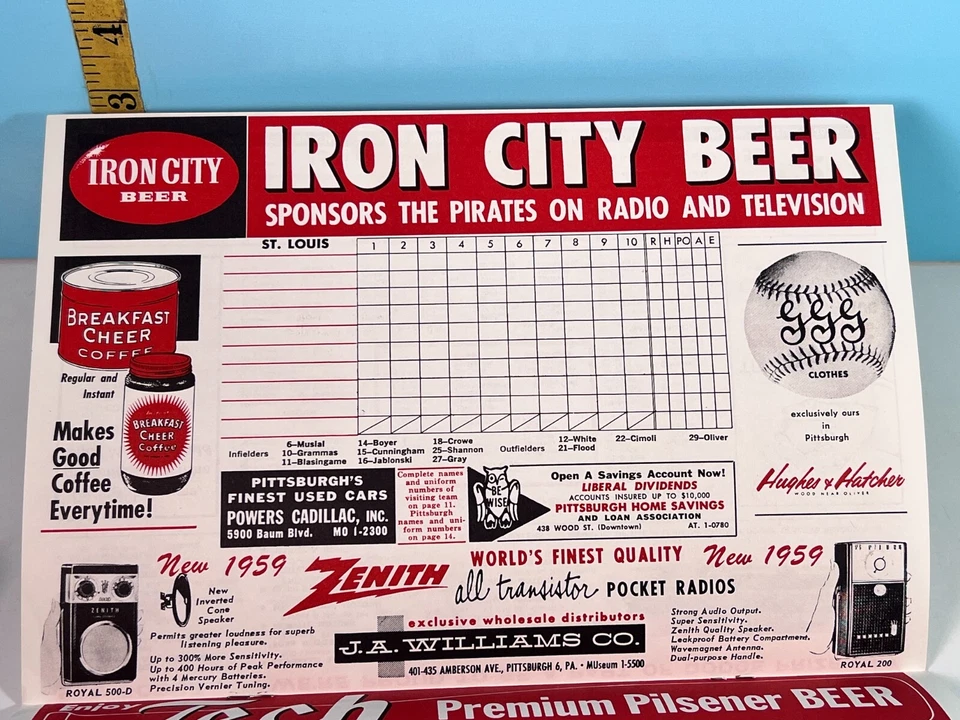 4
3
IRON CITY
BEER
IRON CITY BEER
SPONSORS THE PIRATES ON RADIO AND TELEVISION
ST. LOUIS 1 2 3 4 5 6 7 8 9 10 R H PO A E
BREAKFAST
CHEER
COFFEE
Regular and
Instant
BREAKFAST
CHEER
Coffee
Makes
Good
Coffee
Everytime!
ggg
CLOTHES
exclusively ours
in
Pittsburgh
Hughes & Hatcher
WOOD NEAR OLIVER
Infielders
6—Musial
10—Grammas
11—Blasingame
14—Boyer
15—Cunningham
16—Jablonski
18—Crowe
25—Shannon
27—Gray
Outfielders
12—White
21—Flood
22—Cimoli
29—Oliver
PITTSBURGH'S
FINEST USED CARS
POWERS CADILLAC, INC.
5900 Baum Blvd. MO 1-2300
Complete names
and uniform
numbers of
visiting team
on page 11.
Pittsburgh
names and uni-
form numbers
on page 14.
BE
WISE
Open A Savings Account Now!
LIBERAL DIVIDENDS
ACCOUNTS INSURED UP TO $10,000
PITTSBURGH HOME SAVINGS
AND LOAN ASSOCIATION
438 WOOD ST. (Downtown) AT. 1-0780
New 1959
ZENITH
WORLD'S FINEST QUALITY
all transistor POCKET RADIOS
New 1959
ZENITH
New
Inverted
Cone
Speaker
Permits greater loudness for superb
listening pleasure.
Up to 300% More Sensitivity.
Up to 400 Hours of Peak Performance
with 4 Mercury Batteries.
Precision Vernier Tuning.
ROYAL 500-D
exclusive wholesale distributors
J.A. WILLIAMS CO.
401-435 AMBERSON AVE., PITTSBURGH 6, PA. • MUseum 1-5500
Strong Audio Output.
Super Sensitivity.
Zenith Quality Speaker.
Leakproof Battery Compartment.
Wavemagnet Antenna.
Dual-purpose Handle.
ROYAL 200
Enjoy Tech Premium Pilsener BEER